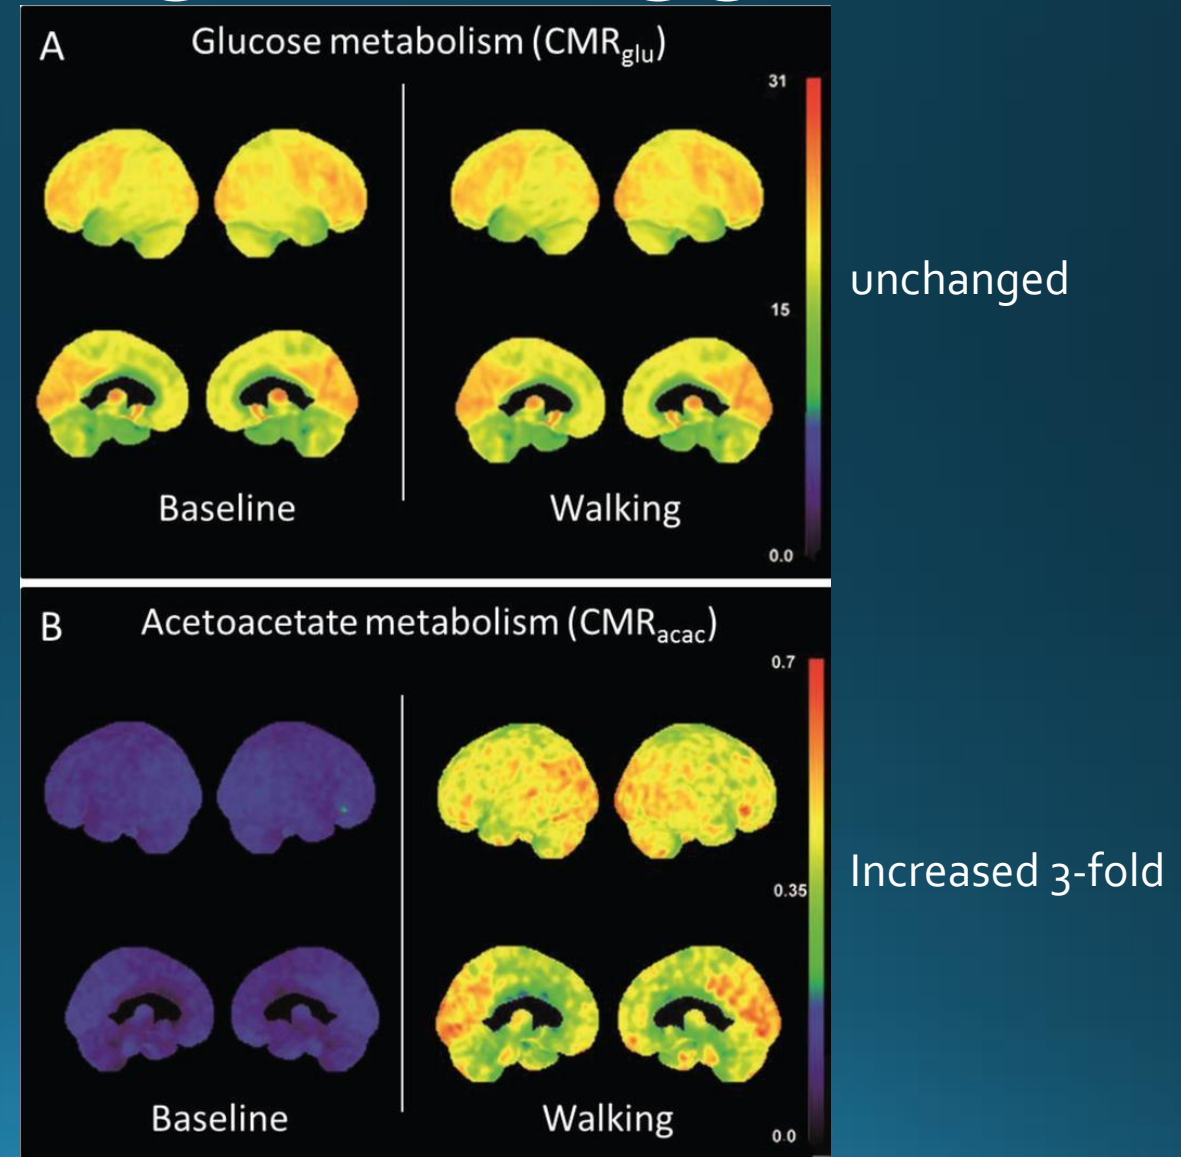 A
Glucose metabolism (CMRglu)
31
15
0.0
Baseline
Walking
unchanged
B
Acetoacetate metabolism (CMRacac)
0.7
0.35
0.0
Baseline
Walking
Increased 3-fold